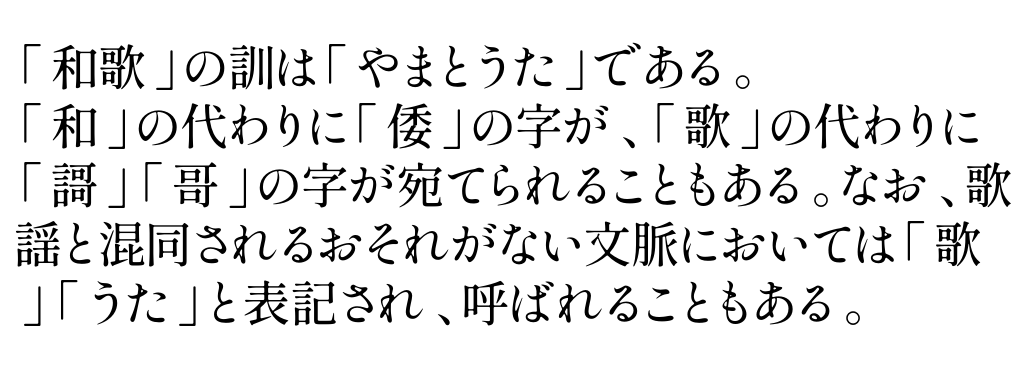 「和歌」の訓は「やまとうた」である。
「和」の代わりに「倭」の字が、「歌」の代わりに
「謌」「哥」の字が宛てられることもある。なお、歌
謡と混同されるおそれがない文脈においては「歌
」「うた」と表記され、呼ばれることもある。